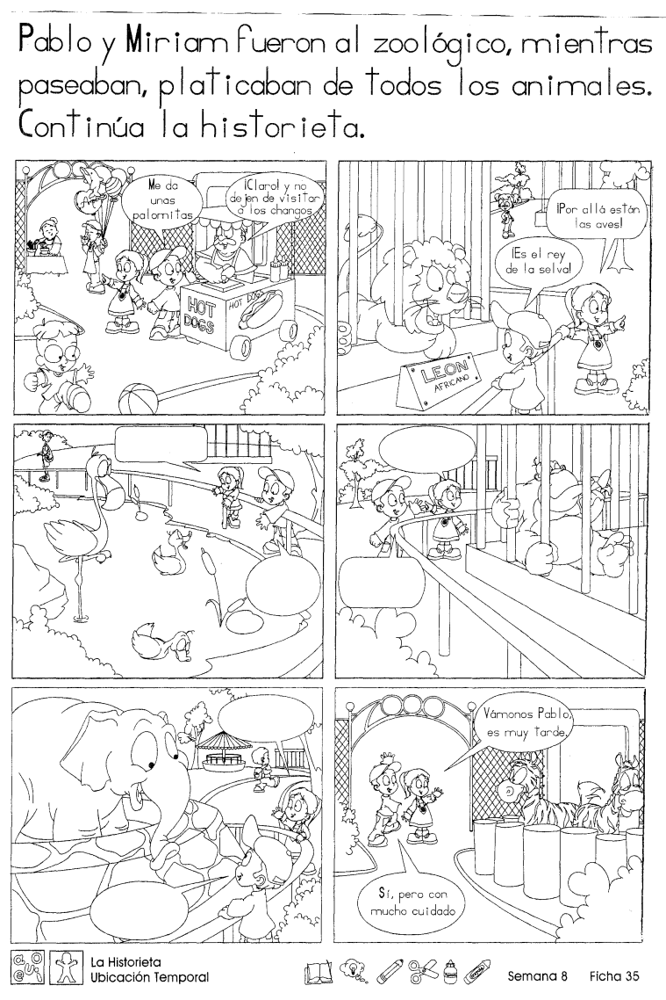 Pablo y Miriam fueron al zoológico, mientras
paseaban, platicaban de todos los animales.
Continúa la historieta.
Me da
unas
palomitas
¡Claro! y no
dejen de visitar
a los changos
HOT
DOGS
HOT DOGS
¡Por allá están
las aves!
¡Es el rey
de la selva!
LEON
AFRICANO
Vámonos Pablo,
es muy tarde.
Sí, pero con
mucho cuidado
a o
e u i
La Historieta
Ubicación Temporal
Semana 8 Ficha 35